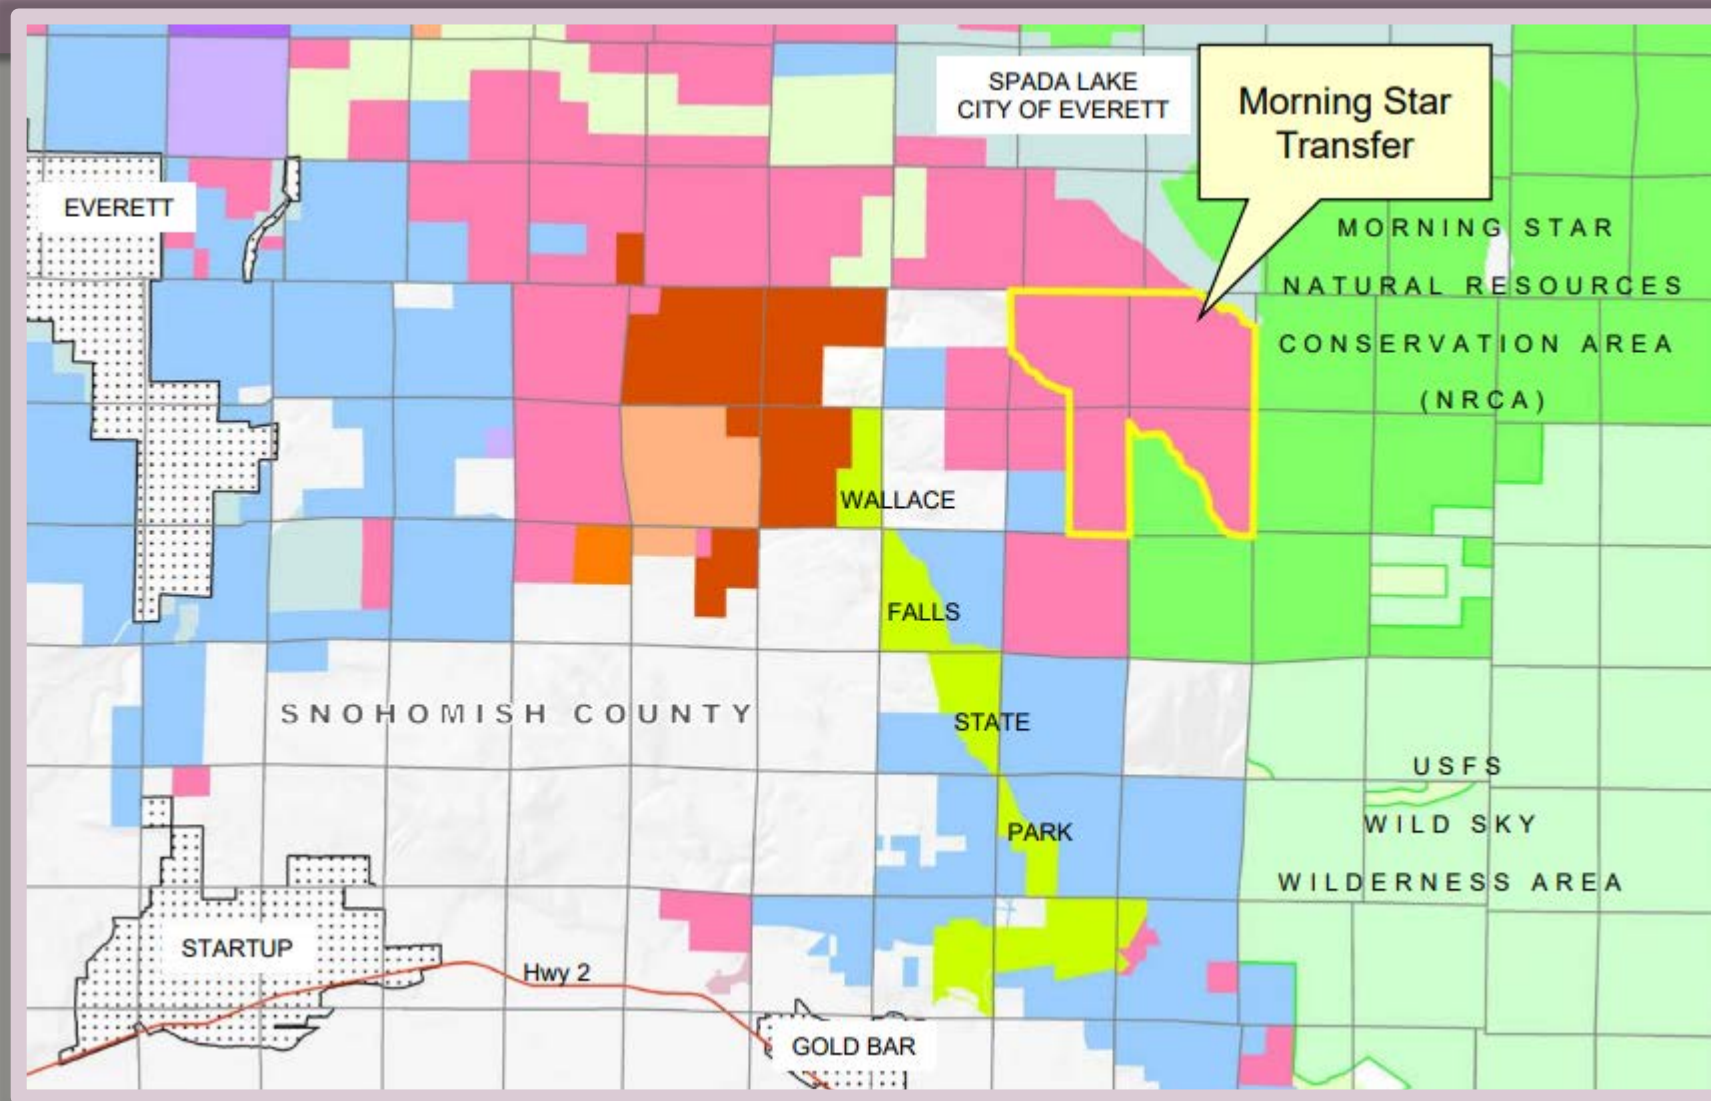 SPADA LAKE
CITY OF EVERETT
Morning Star
Transfer
EVERETT
MORNING STAR
NATURAL RESOURCES
CONSERVATION AREA
(NRCA)
WALLACE
FALLS
STATE
PARK
SNOHOMISH COUNTY
USFS
WILD SKY
WILDERNESS AREA
STARTUP
Hwy 2
GOLD BAR